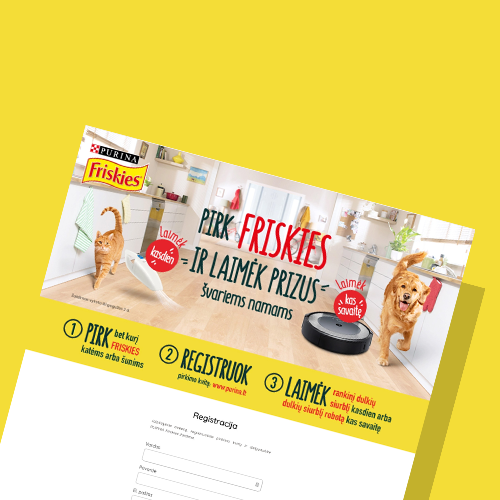 PURINA
Friskies
PIRK FRISKIES
IR LAIMĖK PRIZUS
švariems namams
Laimėk
kasdien
Laimėk
kas
savaitę
1 PIRK bet kurį
FRISKIES
katėms arba šunims
2 REGISTRUOK
pirkimo kvitą www.purina.lt
3 LAIMĖK rankinį dulkių
siurblį kasdien arba
dulkių siurblį robotą kas savaitę
Registracija
Vardas
Pavardė
El. paštas